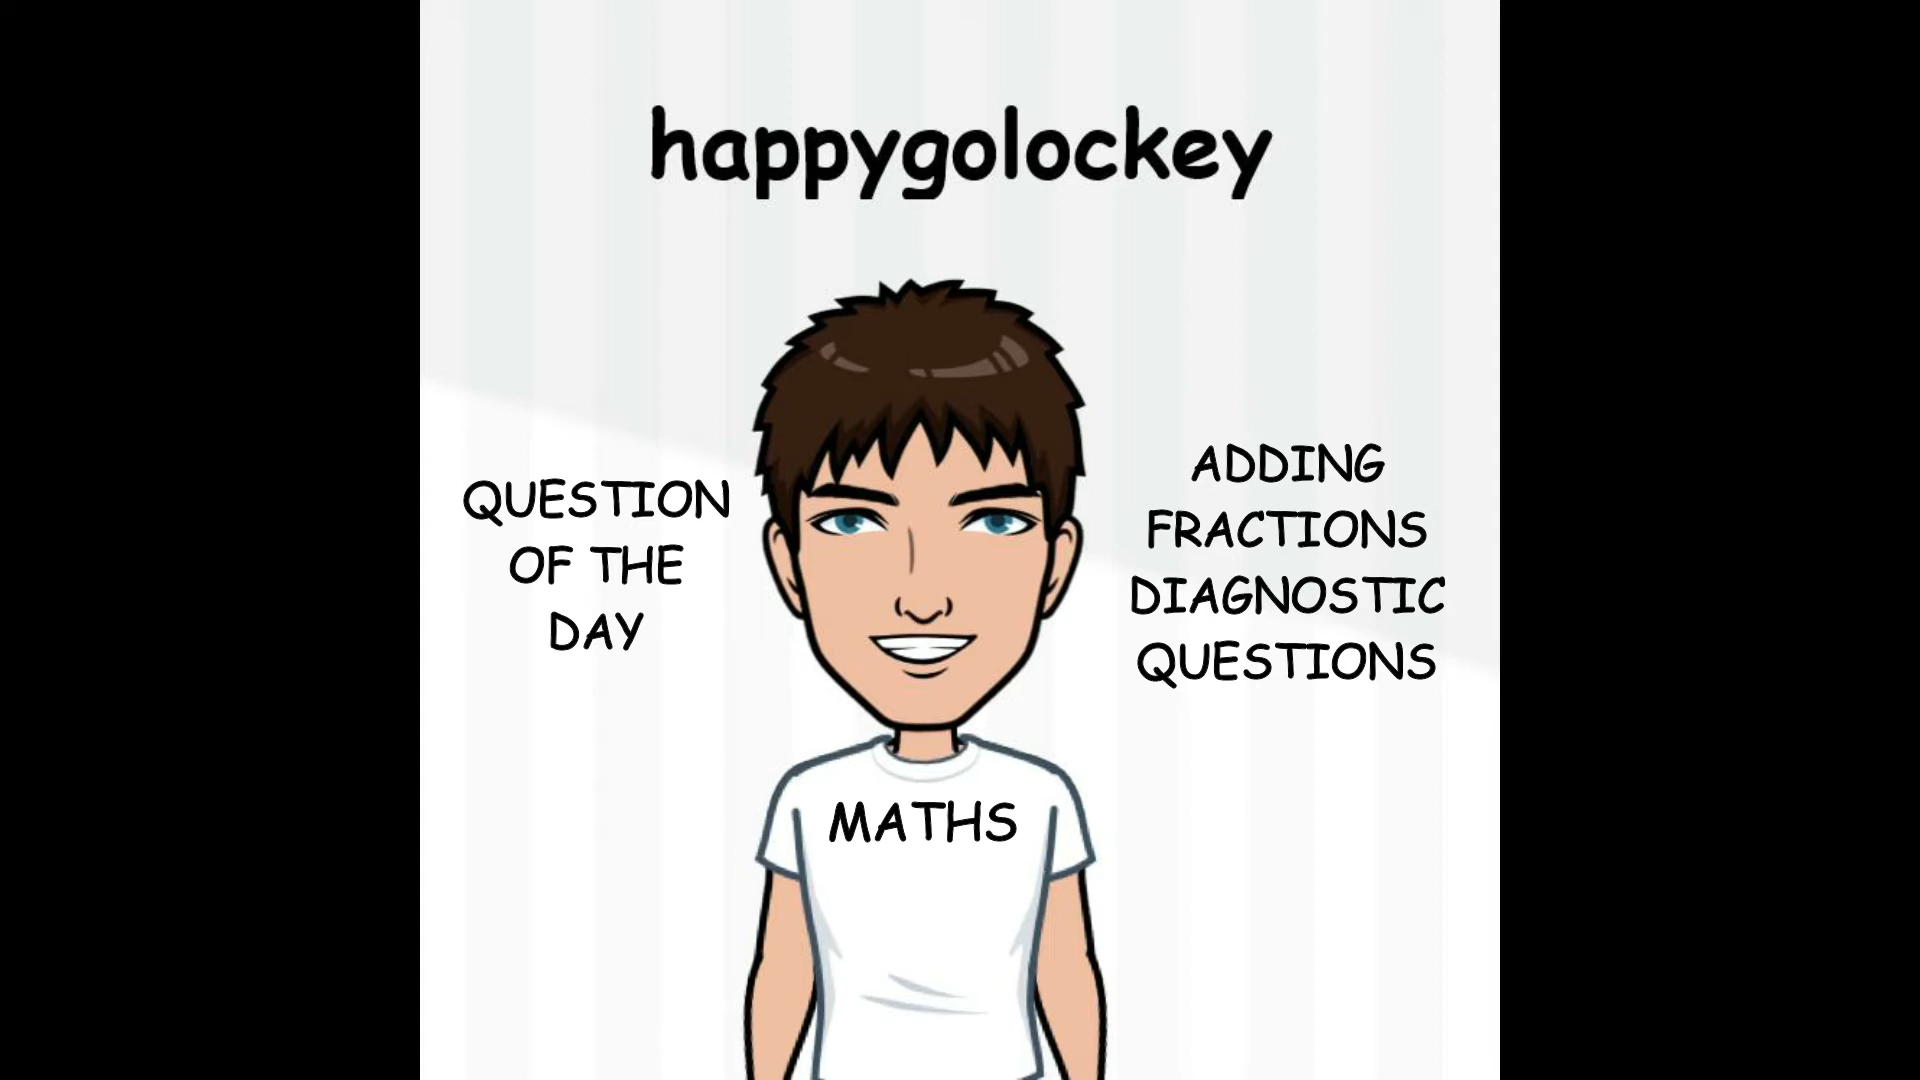 happygolockey
QUESTION
OF THE
DAY
ADDING
FRACTIONS
DIAGNOSTIC
QUESTIONS
MATHS